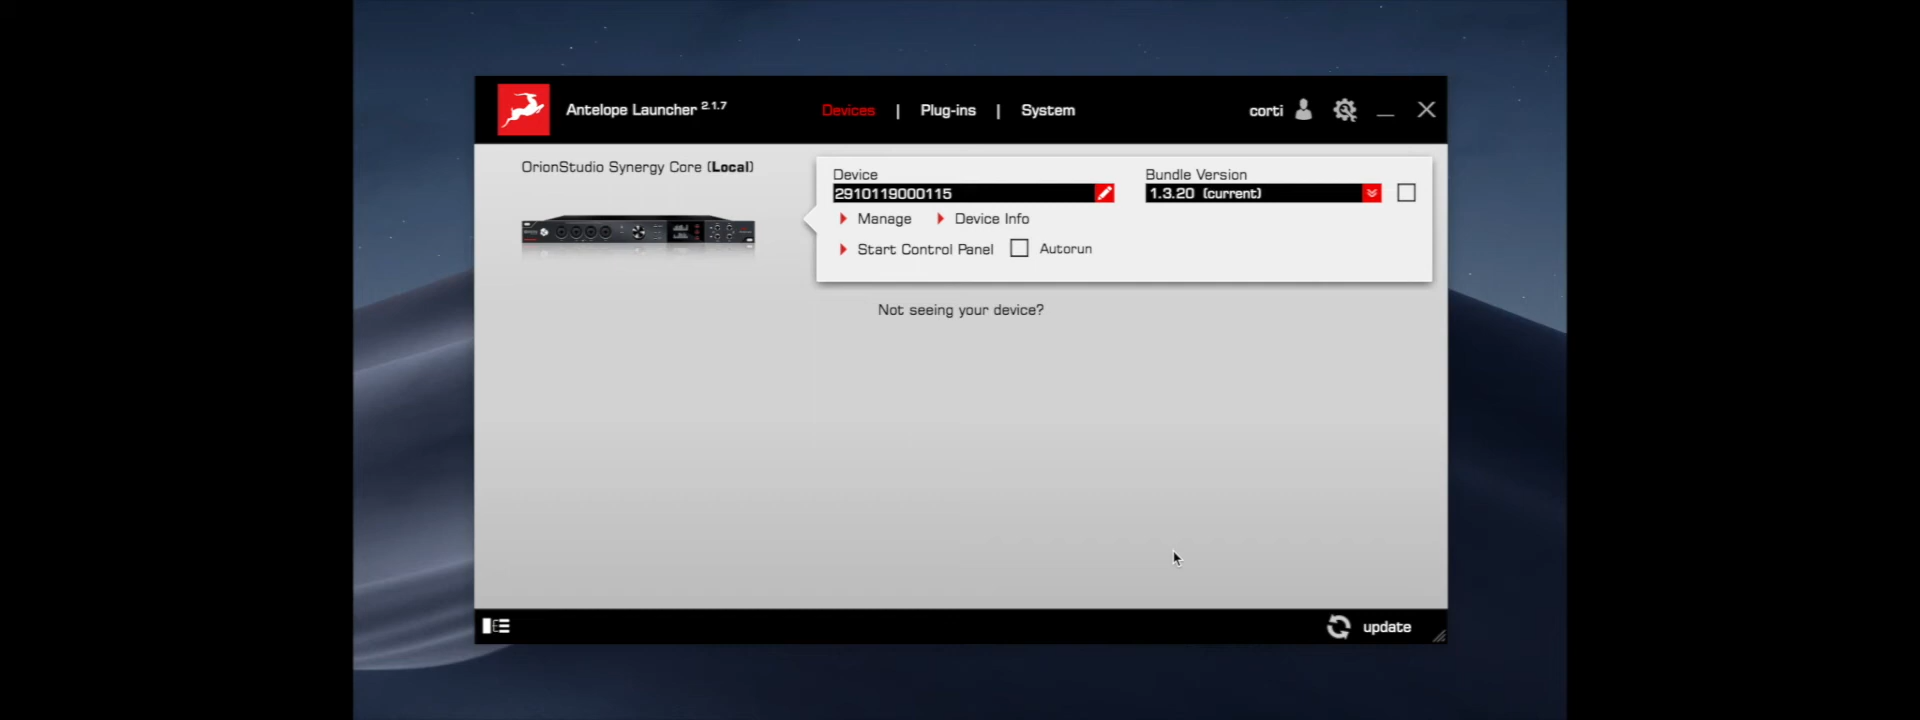 Antelope Launcher 2.1.7
Devices | Plug-ins | System
corti
OrionStudio Synergy Core (Local)
Device
2910119000115
Bundle Version
1.3.20 (current)
Manage
Device Info
Start Control Panel
Autorun
Not seeing your device?
update